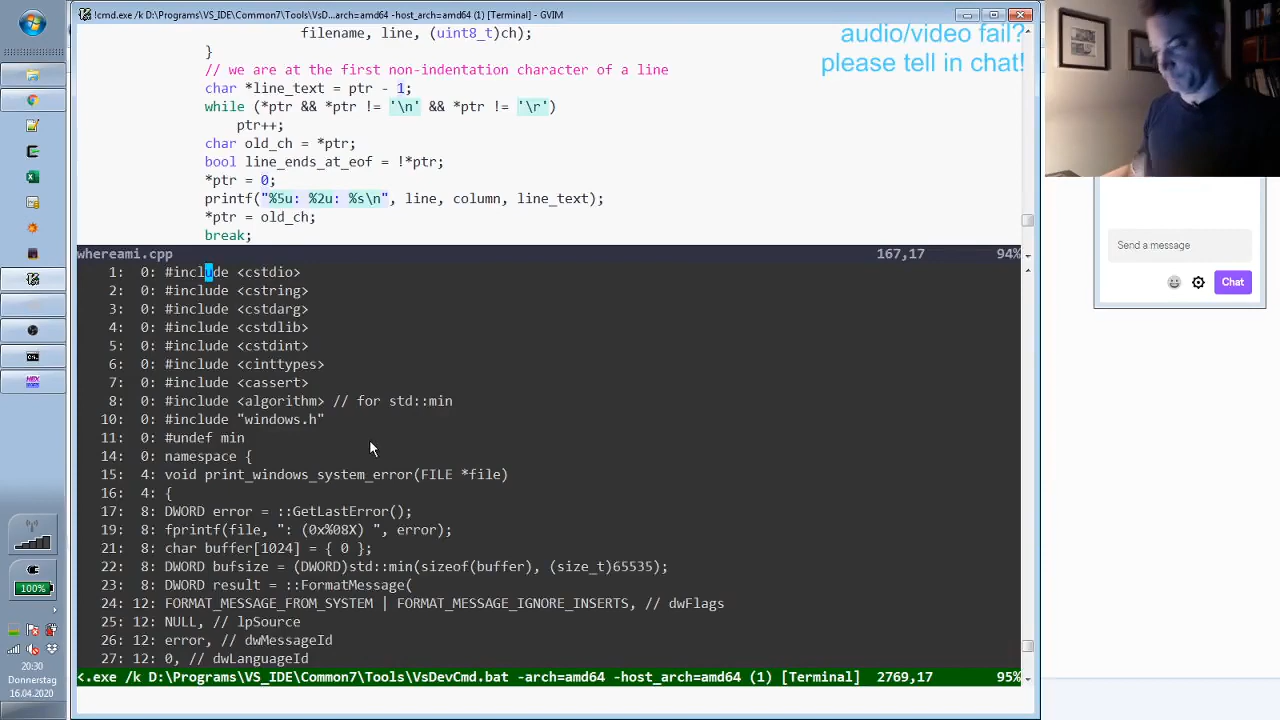 !cmd.exe /k D:\Programs\VS_IDE\Common7\Tools\VsD...arch=amd64 -host_arch=amd64 (1) [Terminal] - GVIM
filename, line, (uint8_t)ch);
}
// we are at the first non-indentation character of a line
char *line_text = ptr - 1;
while (*ptr && *ptr != '\n' && *ptr != '\r')
ptr++;
char old_ch = *ptr;
bool line_ends_at_eof = !*ptr;
*ptr = 0;
printf("%5u: %2u: %s\n", line, column, line_text);
*ptr = old_ch;
break;
audio/video fail?
please tell in chat!
whereami.cpp 167,17 94%
1: 0: #include <cstdio>
2: 0: #include <cstring>
3: 0: #include <cstdarg>
4: 0: #include <cstdlib>
5: 0: #include <cstdint>
6: 0: #include <cinttypes>
7: 0: #include <cassert>
8: 0: #include <algorithm> // for std::min
10: 0: #include "windows.h"
11: 0: #undef min
14: 0: namespace {
15: 4: void print_windows_system_error(FILE *file)
16: 4: {
17: 8: DWORD error = ::GetLastError();
19: 8: fprintf(file, ": (0x%08X) ", error);
21: 8: char buffer[1024] = { 0 };
22: 8: DWORD bufsize = (DWORD)std::min(sizeof(buffer), (size_t)65535);
23: 8: DWORD result = ::FormatMessage(
24: 12: FORMAT_MESSAGE_FROM_SYSTEM | FORMAT_MESSAGE_IGNORE_INSERTS, // dwFlags
25: 12: NULL, // lpSource
26: 12: error, // dwMessageId
27: 12: 0, // dwLanguageId
<.exe /k D:\Programs\VS_IDE\Common7\Tools\VsDevCmd.bat -arch=amd64 -host_arch=amd64 (1) [Terminal] 2769,17 95%
Send a message
Chat
100%
20:30
Donnerstag
16.04.2020
HEX